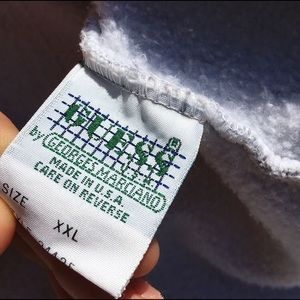 GUESS®
by GEORGES MARCIANO
MADE IN U.S.A.
CARE ON REVERSE
SIZE XXL